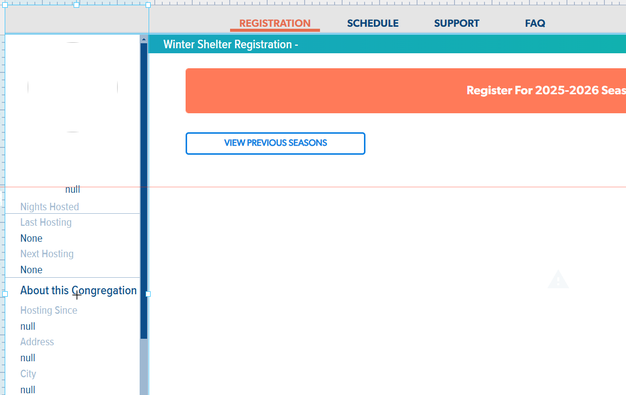 REGISTRATION SCHEDULE SUPPORT FAQ
Winter Shelter Registration -
Register For 2025-2026 Seas
VIEW PREVIOUS SEASONS
null
Nights Hosted
Last Hosting
None
Next Hosting
None
About this Congregation
Hosting Since
null
Address
null
City
null